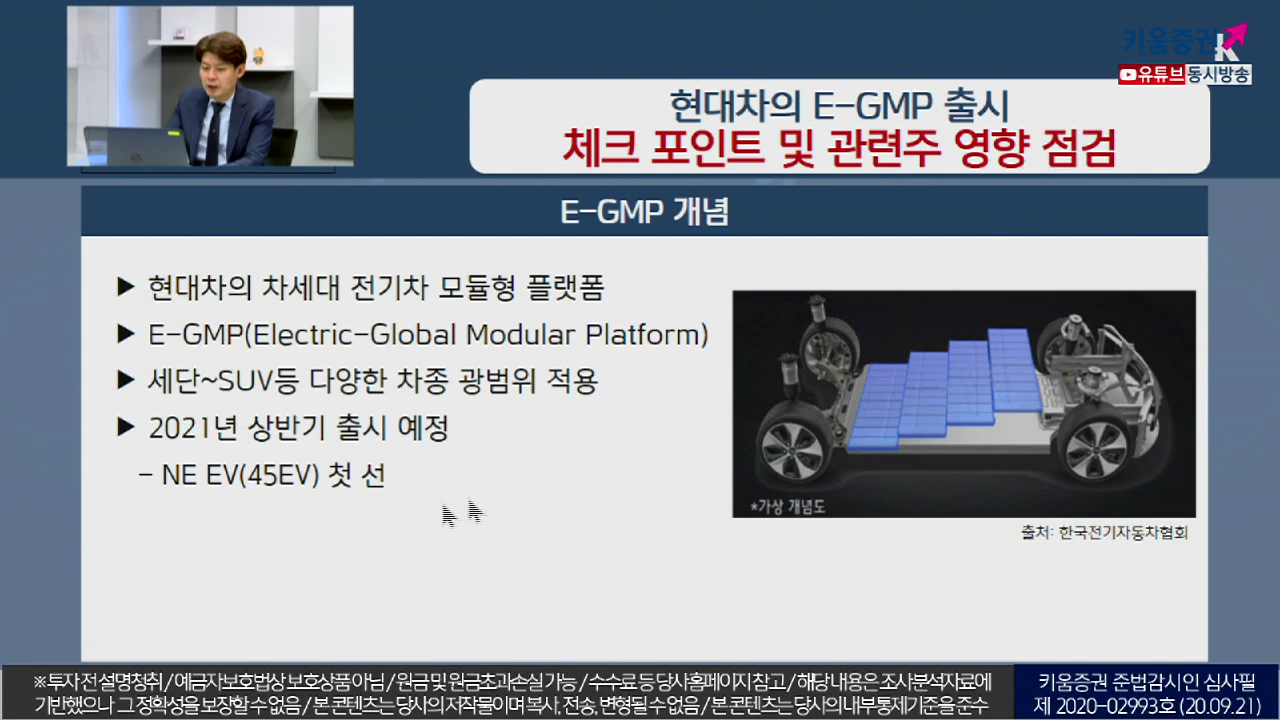 키움증권
유튜브 동시방송
현대차의 E-GMP 출시
체크 포인트 및 관련주 영향 점검
E-GMP 개념
▶ 현대차의 차세대 전기차 모듈형 플랫폼
▶ E-GMP(Electric-Global Modular Platform)
▶ 세단~SUV등 다양한 차종 광범위 적용
▶ 2021년 상반기 출시 예정
- NE EV(45EV) 첫 선
*가상 개념도
출처: 한국전기자동차협회
※ 투자 전 설명청취 / 예금자보호법상 보호상품 아님 / 원금 및 원금초과손실 가능 / 수수료 등 당사홈페이지 참고 / 해당 내용은 조사분석자료에
기반했으나 그 정확성을 보장할 수 없음 / 본 콘텐츠는 당사의 저작물이며 복사, 전송, 변형될 수 없음 / 본 콘텐츠는 당사의 내부통제기준을 준수
키움증권 준법감시인 심사필
제 2020-02993호 (20.09.21)